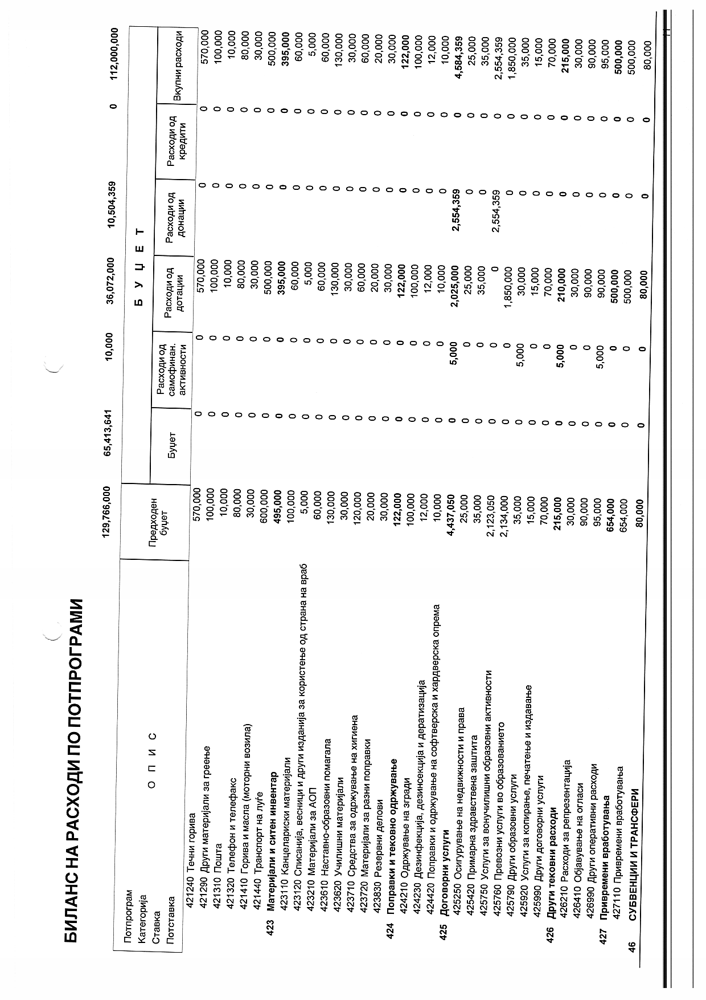 БИЛАНС НА РАСХОДИ ПО ПОТПРОГРАМИ
129,766,000 65,413,641 10,000 36,072,000 10,504,359 0 112,000,000
Потпрограм
Категорија
Ставка
Потставка
О П И С
Предходен буџет
Б У Џ Е Т
Буџет
Расходи од самофинан. активности
Расходи од дотации
Расходи од донации
Расходи од кредити
Вкупни расходи
421240 Течни горива 570,000 0 0 570,000 0 0 570,000
421290 Други материјали за греење 100,000 0 0 100,000 0 0 100,000
421310 Пошта 10,000 0 0 10,000 0 0 10,000
421320 Телефон и телефакс 80,000 0 0 80,000 0 0 80,000
421410 Горива и масла (моторни возила) 30,000 0 0 30,000 0 0 30,000
421440 Транспорт на луѓе 600,000 0 0 500,000 0 0 500,000
423 Материјали и ситен инвентар 495,000 0 0 395,000 0 0 395,000
423110 Канцелариски материјали 100,000 0 0 60,000 0 0 60,000
423120 Списанија, весници и други изданија за користење од страна на враб 5,000 0 0 5,000 0 0 5,000
423210 Материјали за АОП 60,000 0 0 60,000 0 0 60,000
423610 Наставно-образовни помагала 130,000 0 0 130,000 0 0 130,000
423620 Училишни материјали 30,000 0 0 30,000 0 0 30,000
423710 Средства за одржување на хигиена 120,000 0 0 60,000 0 0 60,000
423720 Материјали за разни поправки 20,000 0 0 20,000 0 0 20,000
423830 Резервни делови 30,000 0 0 30,000 0 0 30,000
424 Поправки и тековно одржување 122,000 0 0 122,000 0 0 122,000
424210 Одржување на згради 100,000 0 0 100,000 0 0 100,000
424230 Дезинфекција, дезинсекција и дератизација 12,000 0 0 12,000 0 0 12,000
424420 Поправки и одржување на софтверска и хардверска опрема 10,000 0 0 10,000 0 0 10,000
425 Договорни услуги 4,437,050 0 5,000 2,025,000 2,554,359 0 4,584,359
425250 Осигурување на недвижности и права 25,000 0 0 25,000 0 0 25,000
425420 Примарна здравствена заштита 35,000 0 0 35,000 0 0 35,000
425750 Услуги за вонучилишни образовни активности 2,123,050 0 0 0 2,554,359 0 2,554,359
425760 Превозни услуги во образованието 2,134,000 0 0 1,850,000 0 0 1,850,000
425790 Други образовни услуги 35,000 0 5,000 30,000 0 0 35,000
425920 Услуги за копирање, печатење и издавање 15,000 0 0 15,000 0 0 15,000
425990 Други договорни услуги 70,000 0 0 70,000 0 0 70,000
426 Други тековни расходи 215,000 0 5,000 210,000 0 0 215,000
426210 Расходи за репрезентација 30,000 0 0 30,000 0 0 30,000
426410 Објавување на огласи 90,000 0 0 90,000 0 0 90,000
426990 Други оперативни расходи 95,000 0 5,000 90,000 0 0 95,000
427 Привремени вработувања 654,000 0 0 500,000 0 0 500,000
427110 Привремени вработувања 654,000 0 0 500,000 0 0 500,000
46 СУБВЕНЦИИ И ТРАНСФЕРИ 80,000 0 0 80,000 0 0 80,000